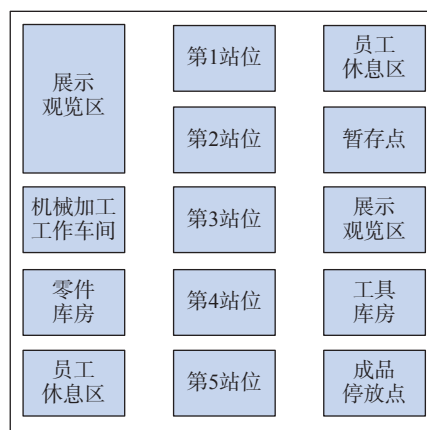 展示
观览区
第1站位
员工
休息区
第2站位
暂存点
机械加工
工作车间
第3站位
展示
观览区
零件
库房
第4站位
工具
库房
员工
休息区
第5站位
成品
停放点